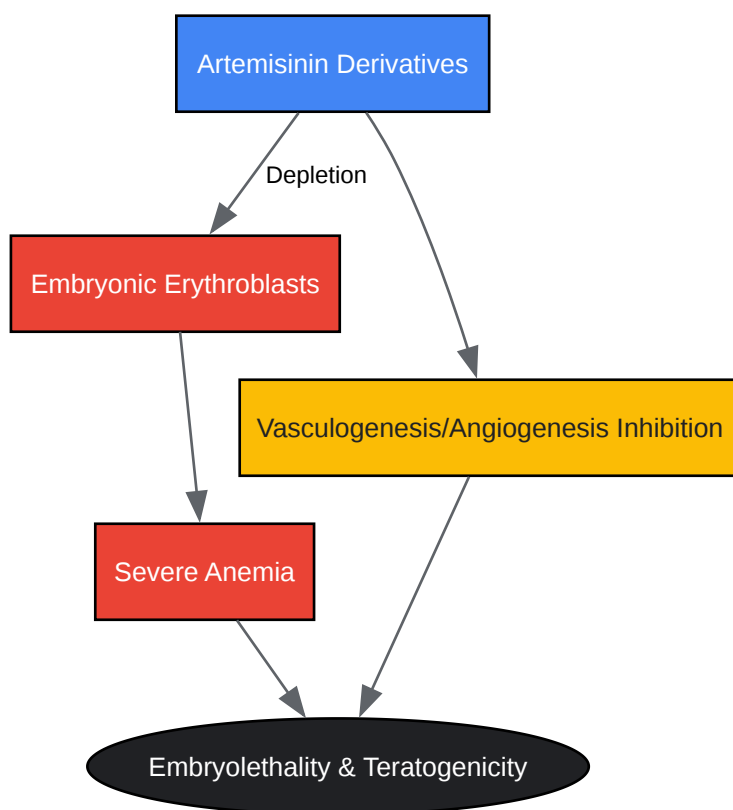 Artemisinin Derivatives
Depletion
Embryonic Erythroblasts
Vasculogenesis/Angiogenesis Inhibition
Severe Anemia
Embryolethality & Teratogenicity